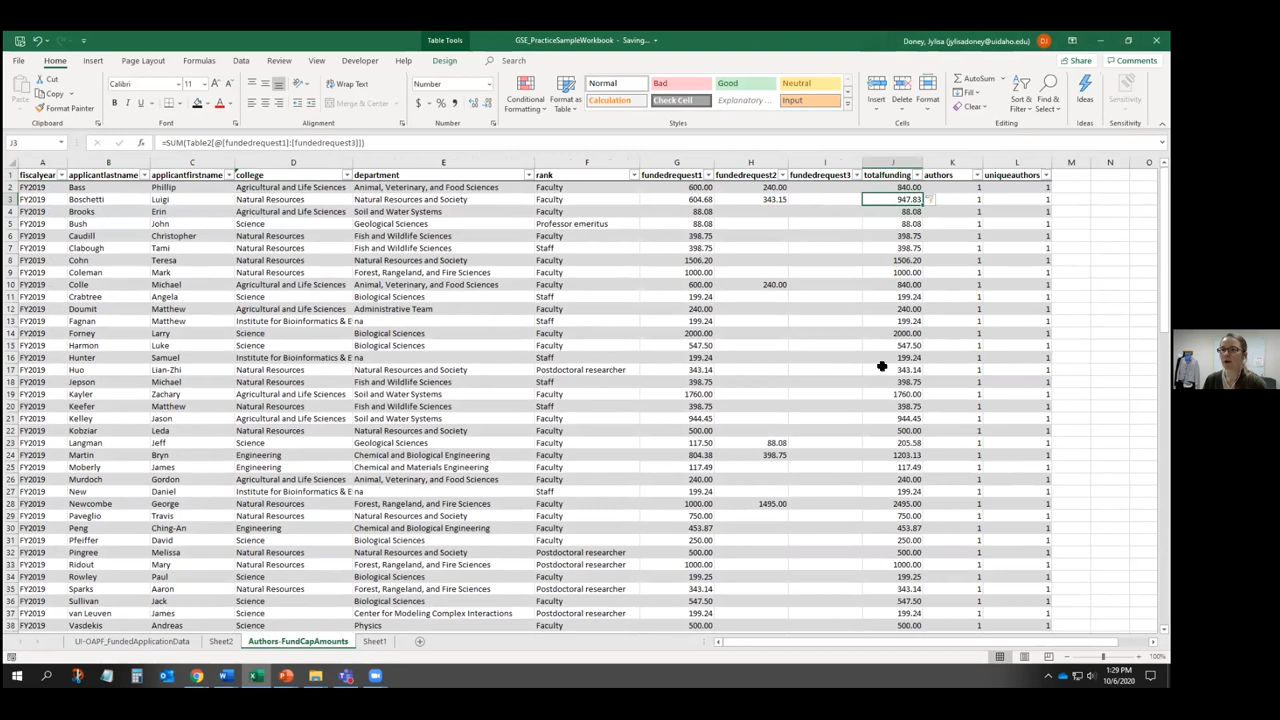 Table Tools
GSE_PracticeSampleWorkbook - Saving...
Doney, Jylisa (jylisadoney@uidaho.edu)
DJ
File Home Insert Page Layout Formulas Data Review View Developer Help Design Search
Share Comments
Cut
Copy
Format Painter
Paste
Clipboard
Calibri 11
Font
Wrap Text
Merge & Center
Alignment
Number
Number
Conditional Formatting
Format as Table
Normal Bad Good Neutral
Calculation Check Cell Explanatory ... Input
Styles
Insert Delete Format
Cells
AutoSum
Fill
Clear
Sort & Filter
Find & Select
Editing
Ideas
Ideas
Sensitivity
Sensitivity
J3 =SUM(Table2[@[fundedrequest1]:[fundedrequest3]])
A B C D E F G H I J K L M N O
1 fiscalyear applicantlastname applicantfirstname college department rank fundedrequest1 fundedrequest2 fundedrequest3 totalfunding authors uniqueauthors
2 FY2019 Bass Phillip Agricultural and Life Sciences Animal, Veterinary, and Food Sciences Faculty 600.00 240.00 840.00 1 1
3 FY2019 Boschetti Luigi Natural Resources Natural Resources and Society Faculty 604.68 343.15 947.83 1 1
4 FY2019 Brooks Erin Agricultural and Life Sciences Soil and Water Systems Faculty 88.08 88.08 1 1
5 FY2019 Bush John Science Geological Sciences Professor emeritus 88.08 88.08 1 1
6 FY2019 Caudill Christopher Natural Resources Fish and Wildlife Sciences Faculty 398.75 398.75 1 1
7 FY2019 Clabough Tami Natural Resources Fish and Wildlife Sciences Staff 398.75 398.75 1 1
8 FY2019 Cohn Teresa Natural Resources Natural Resources and Society Faculty 1506.20 1506.20 1 1
9 FY2019 Coleman Mark Natural Resources Forest, Rangeland, and Fire Sciences Faculty 1000.00 1000.00 1 1
10 FY2019 Colle Michael Agricultural and Life Sciences Animal, Veterinary, and Food Sciences Faculty 600.00 240.00 840.00 1 1
11 FY2019 Crabtree Angela Science Biological Sciences Staff 199.24 199.24 1 1
12 FY2019 Doumit Matthew Agricultural and Life Sciences Administrative Team Faculty 240.00 240.00 1 1
13 FY2019 Fagnan Matthew Institute for Bioinformatics & E na Staff 199.24 199.24 1 1
14 FY2019 Forney Larry Science Biological Sciences Faculty 2000.00 2000.00 1 1
15 FY2019 Harmon Luke Science Biological Sciences Faculty 547.50 547.50 1 1
16 FY2019 Hunter Samuel Institute for Bioinformatics & E na Staff 199.24 199.24 1 1
17 FY2019 Huo Lian-Zhi Natural Resources Natural Resources and Society Postdoctoral researcher 343.14 343.14 1 1
18 FY2019 Jepson Michael Natural Resources Fish and Wildlife Sciences Staff 398.75 398.75 1 1
19 FY2019 Kayler Zachary Agricultural and Life Sciences Soil and Water Systems Faculty 1760.00 1760.00 1 1
20 FY2019 Keefer Matthew Natural Resources Fish and Wildlife Sciences Staff 398.75 398.75 1 1
21 FY2019 Kelley Jason Agricultural and Life Sciences Soil and Water Systems Faculty 944.45 944.45 1 1
22 FY2019 Kobziar Leda Natural Resources Natural Resources and Society Faculty 500.00 500.00 1 1
23 FY2019 Langman Jeff Science Geological Sciences Faculty 117.50 88.08 205.58 1 1
24 FY2019 Martin Bryn Engineering Chemical and Biological Engineering Faculty 804.38 398.75 1203.13 1 1
25 FY2019 Moberly James Engineering Chemical and Materials Engineering Faculty 117.49 117.49 1 1
26 FY2019 Murdoch Gordon Agricultural and Life Sciences Animal, Veterinary, and Food Sciences Faculty 240.00 240.00 1 1
27 FY2019 New Daniel Institute for Bioinformatics & E na Staff 199.24 199.24 1 1
28 FY2019 Newcombe George Natural Resources Forest, Rangeland, and Fire Sciences Faculty 1000.00 1495.00 2495.00 1 1
29 FY2019 Paveglio Travis Natural Resources Natural Resources and Society Faculty 750.00 750.00 1 1
30 FY2019 Peng Ching-An Engineering Chemical and Biological Engineering Faculty 453.87 453.87 1 1
31 FY2019 Pfeiffer David Science Biological Sciences Faculty 250.00 250.00 1 1
32 FY2019 Pingree Melissa Natural Resources Natural Resources and Society Postdoctoral researcher 500.00 500.00 1 1
33 FY2019 Ridout Mary Natural Resources Forest, Rangeland, and Fire Sciences Postdoctoral researcher 1000.00 1000.00 1 1
34 FY2019 Rowley Paul Science Biological Sciences Faculty 199.25 199.25 1 1
35 FY2019 Sparks Aaron Natural Resources Forest, Rangeland, and Fire Sciences Postdoctoral researcher 343.14 343.14 1 1
36 FY2019 Sullivan Jack Science Biological Sciences Faculty 547.50 547.50 1 1
37 FY2019 van Leuven James Science Center for Modeling Complex Interactions Postdoctoral researcher 199.24 199.24 1 1
38 FY2019 Vasdekis Andreas Science Physics Faculty 500.00 500.00 1 1
UI-OAPF_FundedApplicationData Sheet2 Authors-FundCapAmounts Sheet1
100%
1:29 PM
10/6/2020